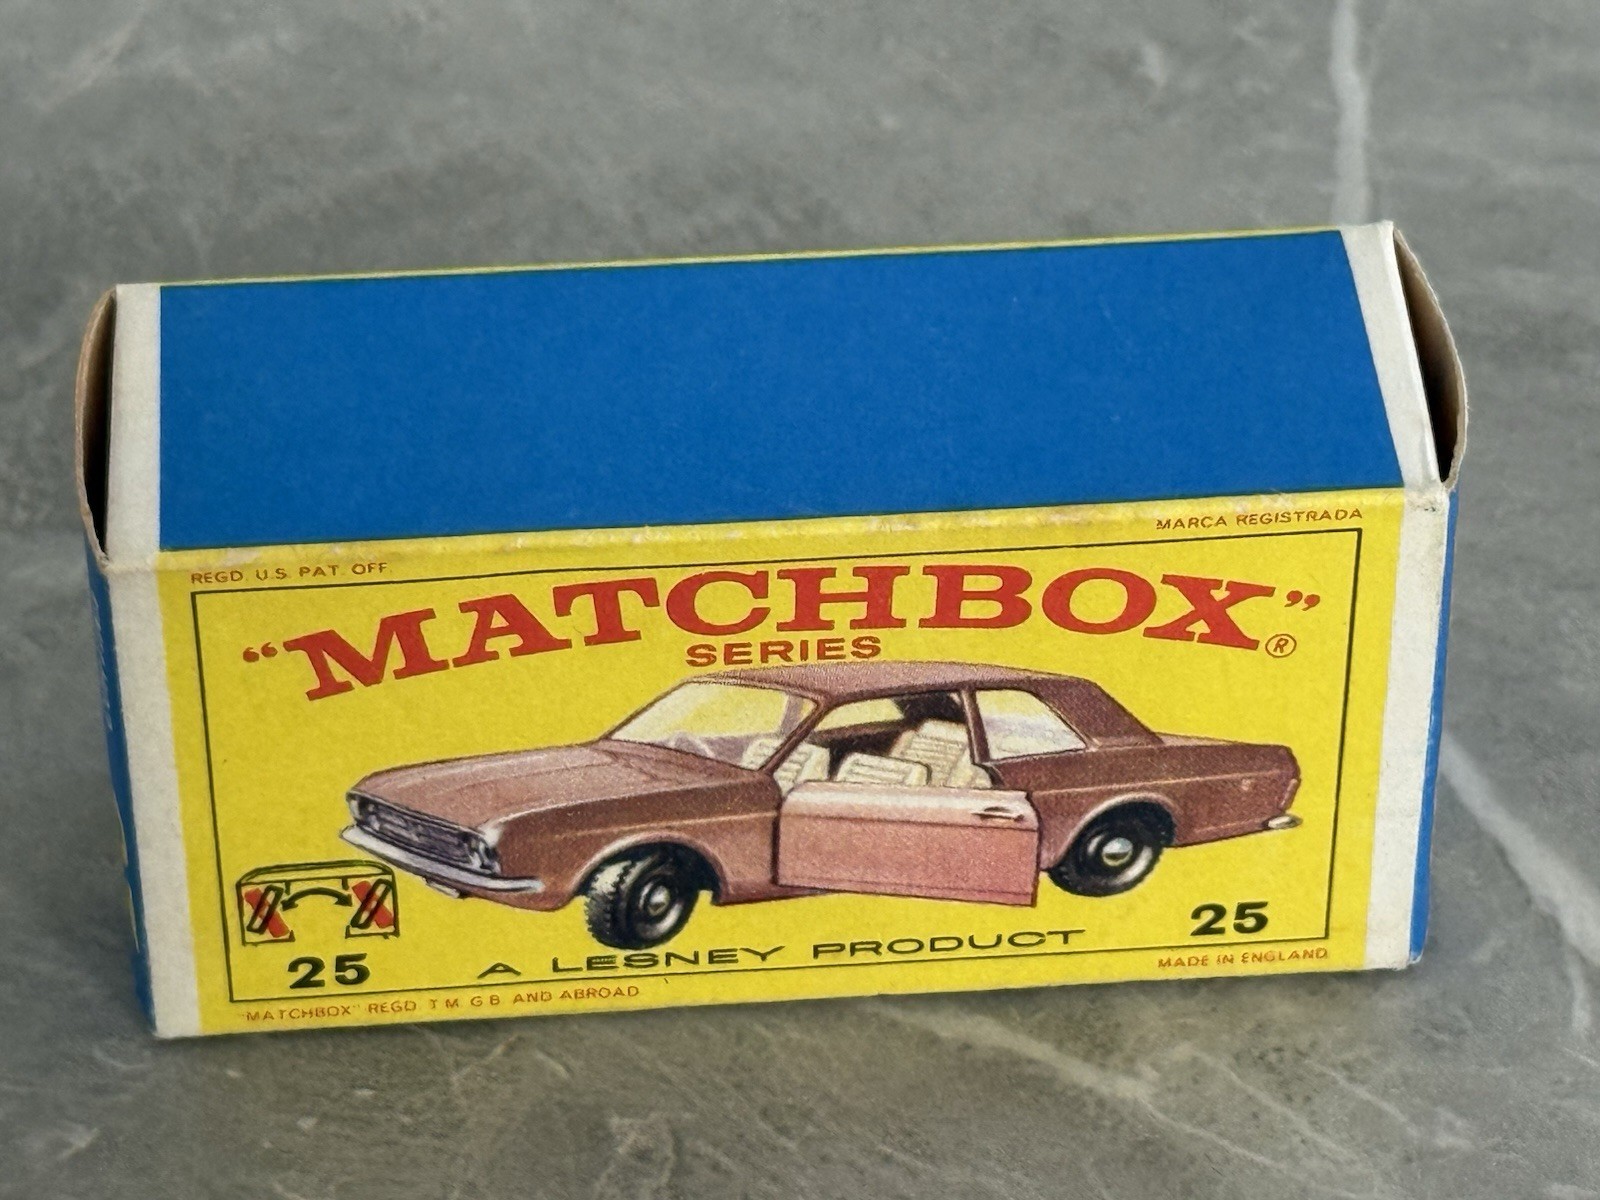 REGD. U.S. PAT. OFF.
MARCA REGISTRADA
"MATCHBOX"®
SERIES
25
A LESNEY PRODUCT
25
"MATCHBOX" REGD. T M. G B. AND ABROAD
MADE IN ENGLAND